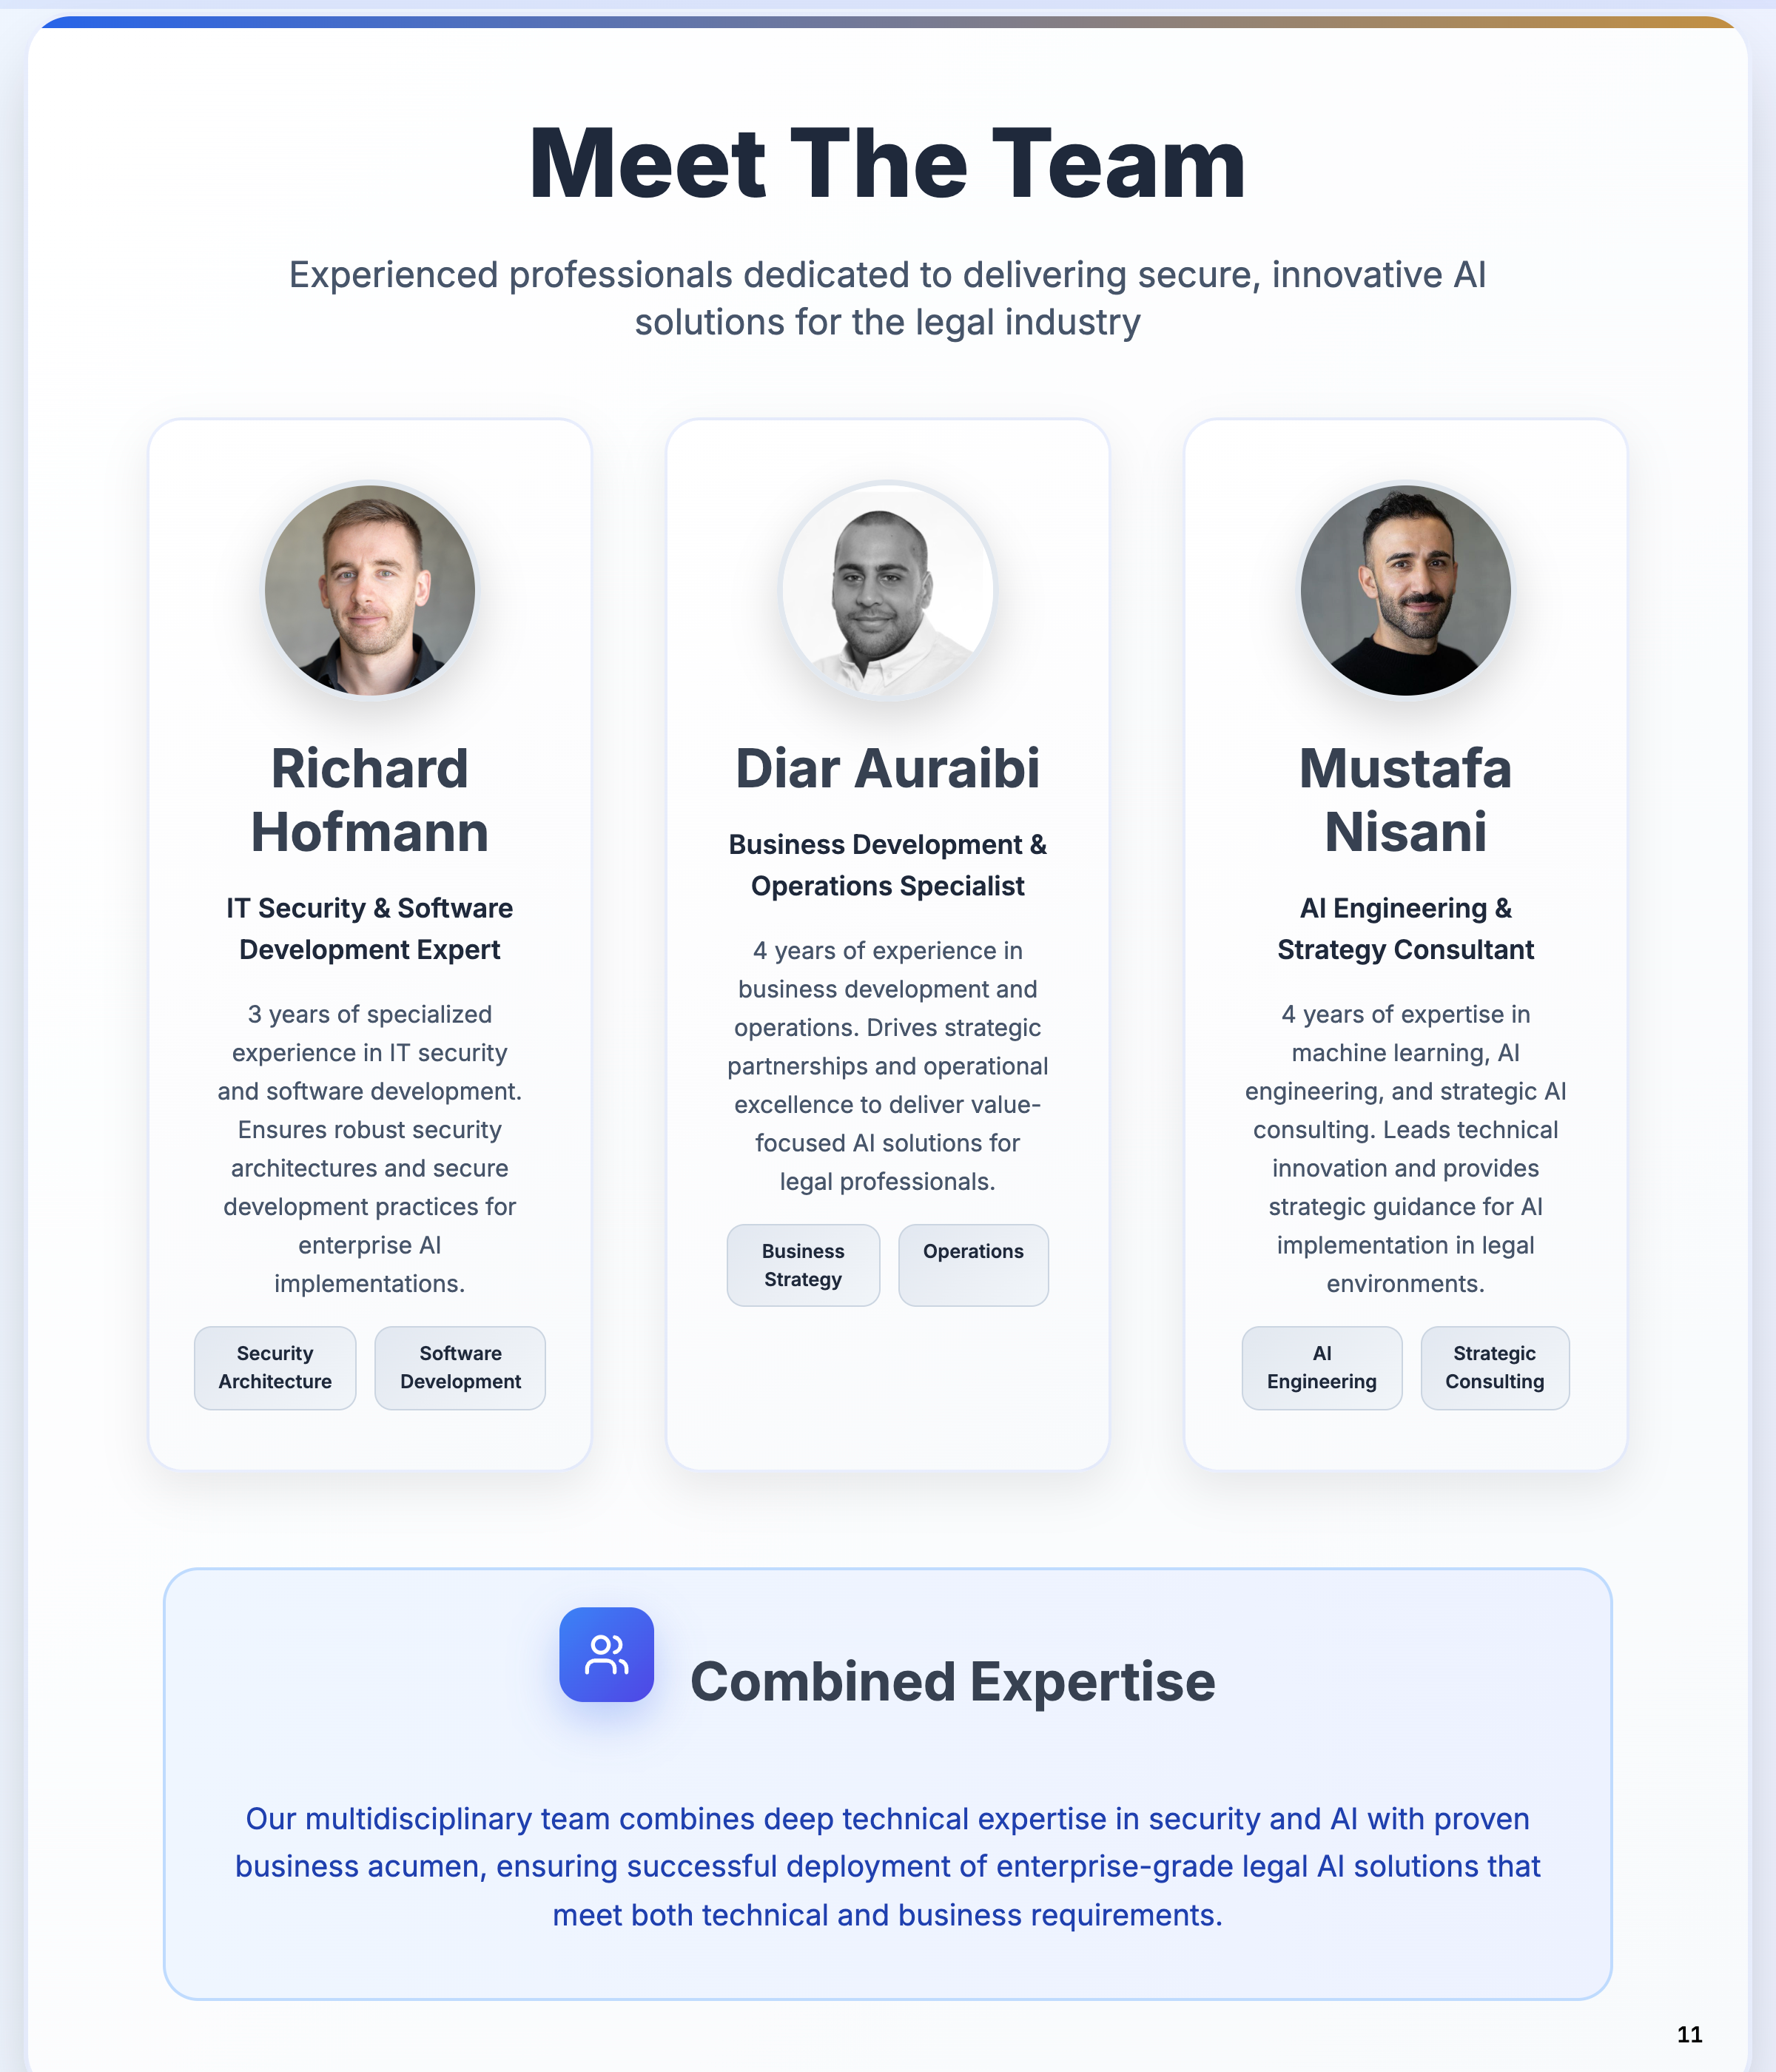 Meet The Team
Experienced professionals dedicated to delivering secure, innovative AI
solutions for the legal industry
Richard
Hofmann
IT Security & Software
Development Expert
3 years of specialized
experience in IT security
and software development.
Ensures robust security
architectures and secure
development practices for
enterprise AI
implementations.
Security
Architecture
Software
Development
Diar Auraibi
Business Development &
Operations Specialist
4 years of experience in
business development and
operations. Drives strategic
partnerships and operational
excellence to deliver value-
focused AI solutions for
legal professionals.
Business
Strategy
Operations
Mustafa
Nisani
AI Engineering &
Strategy Consultant
4 years of expertise in
machine learning, AI
engineering, and strategic AI
consulting. Leads technical
innovation and provides
strategic guidance for AI
implementation in legal
environments.
AI
Engineering
Strategic
Consulting
Combined Expertise
Our multidisciplinary team combines deep technical expertise in security and AI with proven
business acumen, ensuring successful deployment of enterprise-grade legal AI solutions that
meet both technical and business requirements.
11